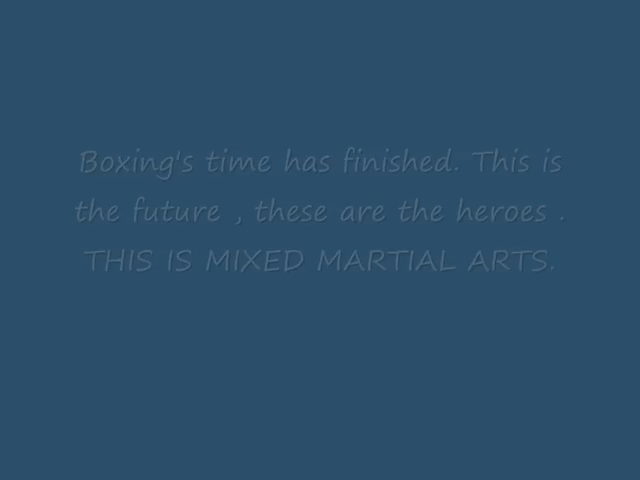 Boxing's time has finished. This is
the future , these are the heroes .
THIS IS MIXED MARTIAL ARTS.